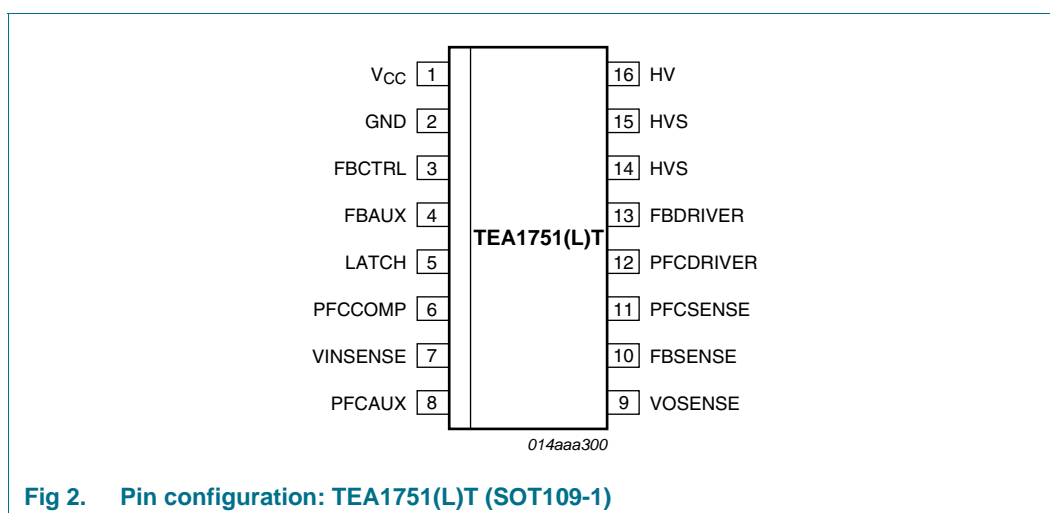 VCC 1
GND 2
FBCTRL 3
FBAUX 4
LATCH 5
PFCCOMP 6
VINSENSE 7
PFCAUX 8
TEA1751(L)T
16 HV
15 HVS
14 HVS
13 FBDRIVER
12 PFCDRIVER
11 PFCSENSE
10 FBSENSE
9 VOSENSE
014aaa300
Fig 2. Pin configuration: TEA1751(L)T (SOT109-1)